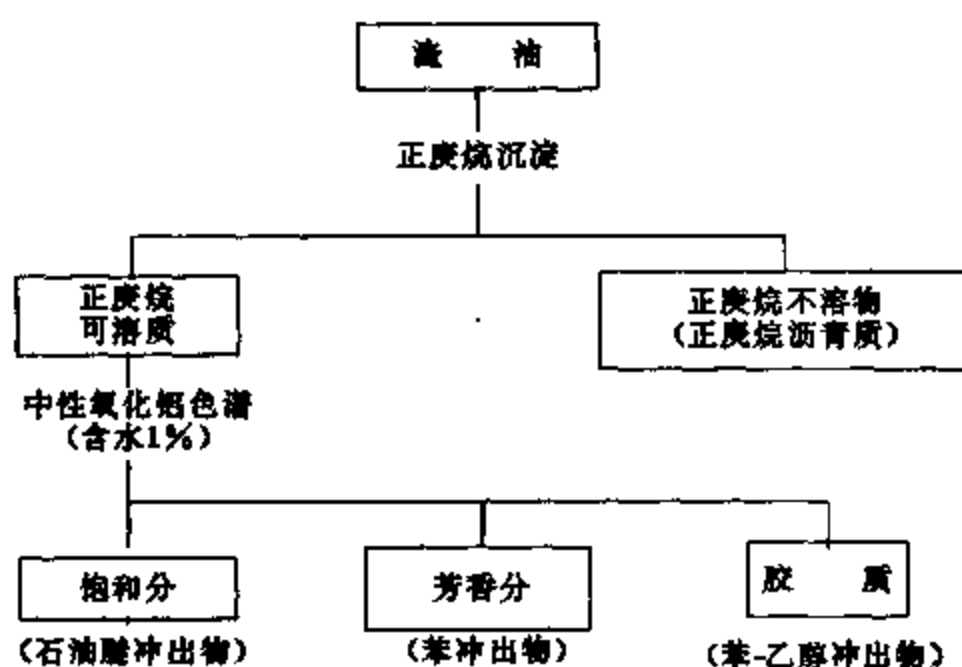 渣 油
正庚烷沉淀
正庚烷
可溶质
正庚烷不溶物
(正庚烷沥青质)
中性氧化铝色谱
(含水1%)
饱和分
芳香分
胶 质
(石油醚冲出物)
(苯冲出物)
(苯-乙醇冲出物)